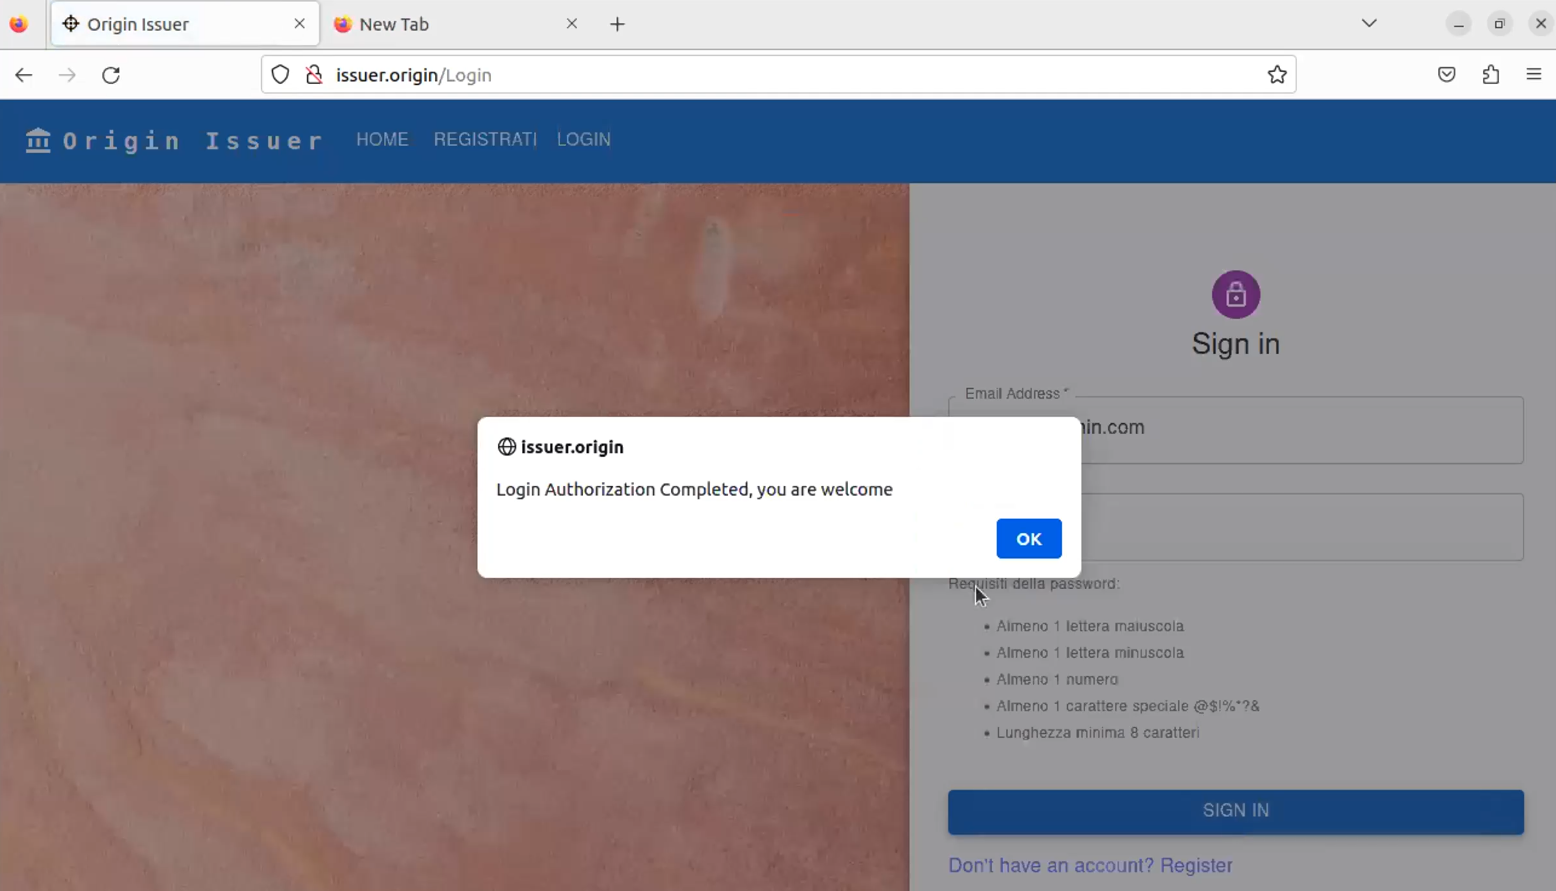 Origin Issuer
New Tab
issuer.origin/Login
Origin Issuer HOME REGISTRATI LOGIN
Sign in
Email Address *
in.com
issuer.origin
Login Authorization Completed, you are welcome
OK
Requisiti della password:
• Almeno 1 lettera maiuscola
• Almeno 1 lettera minuscola
• Almeno 1 numero
• Almeno 1 carattere speciale @$!%*?&
• Lunghezza minima 8 caratteri
SIGN IN
Don't have an account? Register